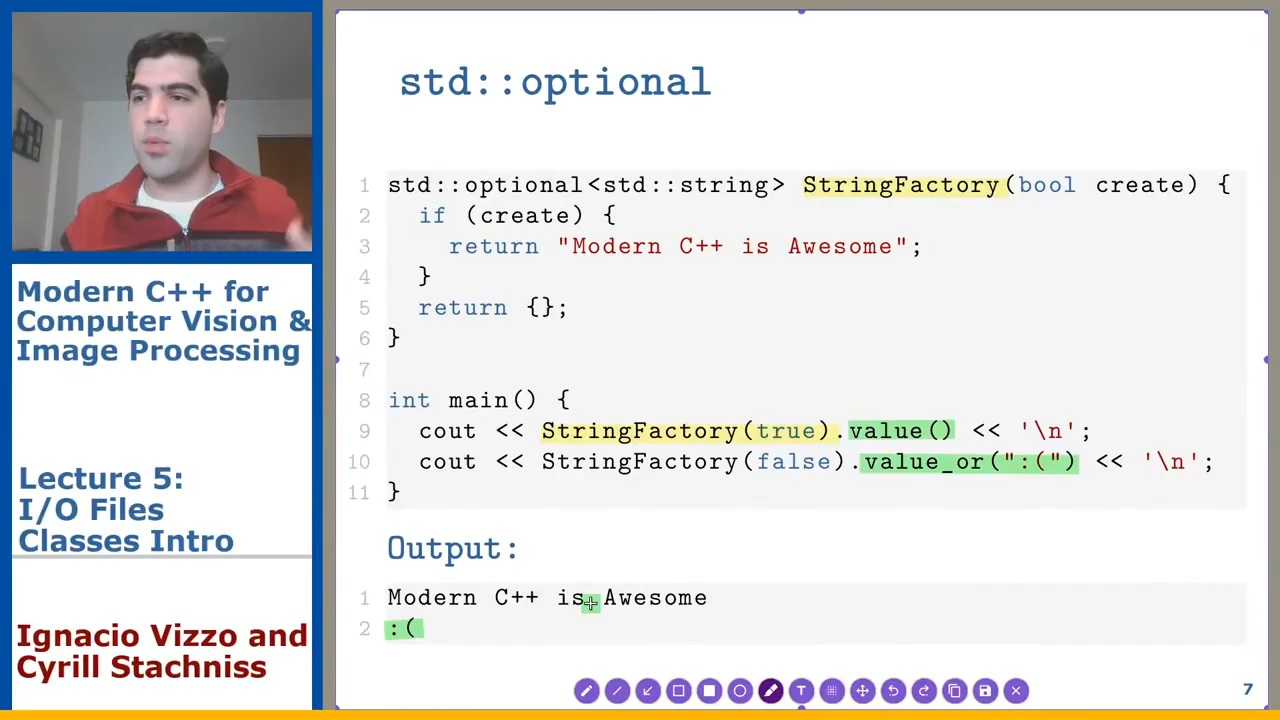 Modern C++ for
Computer Vision &
Image Processing
Lecture 5:
I/O Files
Classes Intro
Ignacio Vizzo and
Cyrill Stachniss
std::optional
1 std::optional<std::string> StringFactory(bool create) {
2 if (create) {
3 return "Modern C++ is Awesome";
4 }
5 return {};
6 }
7
8 int main() {
9 cout << StringFactory(true).value() << '\n';
10 cout << StringFactory(false).value_or(":(") << '\n';
11 }
Output:
1 Modern C++ is Awesome
2 :(
T
7